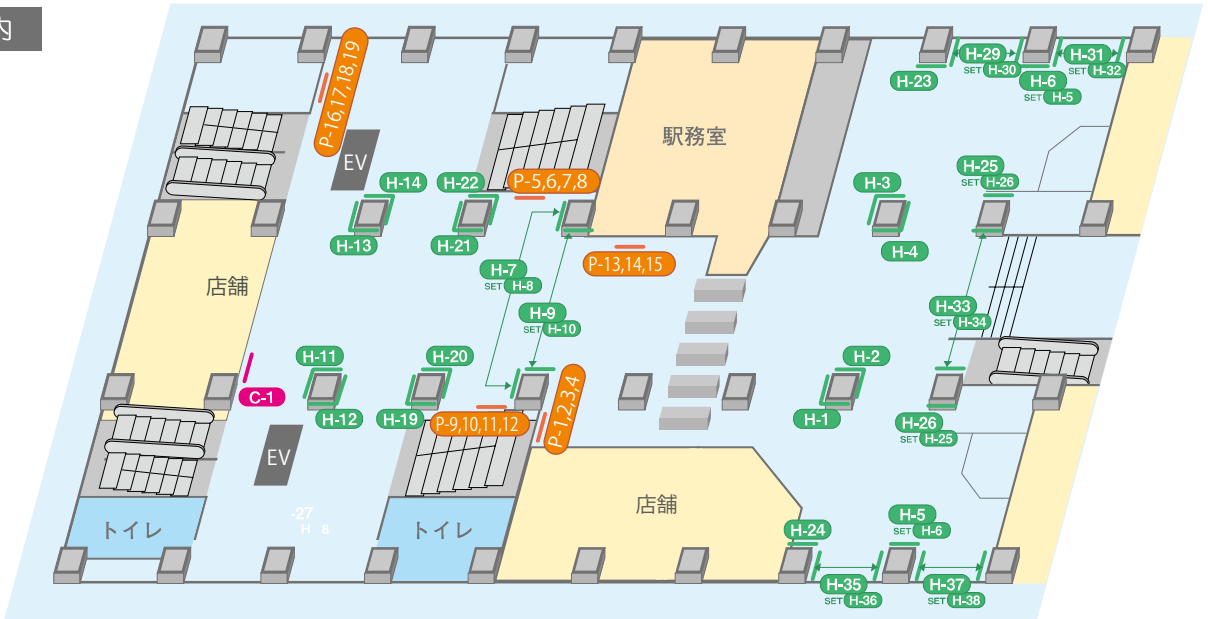 内
P-16,17,18,19
H-29
SET H-30
H-31
SET H-32
H-23
H-6
SET H-5
駅務室
EV
H-14
H-22
P-5,6,7,8
H-3
H-25
SET H-26
H-13
H-21
H-4
P-13,14,15
H-7
SET H-8
店舗
H-9
SET H-10
H-33
SET H-34
H-11
H-20
H-2
C-1
H-12
H-19
P-9,10,11,12
P-1,2,3,4
H-1
H-26
SET H-25
EV
店舗
トイレ
-27
H 8
トイレ
H-24
H-5
SET H-6
H-35
SET H-36
H-37
SET H-38